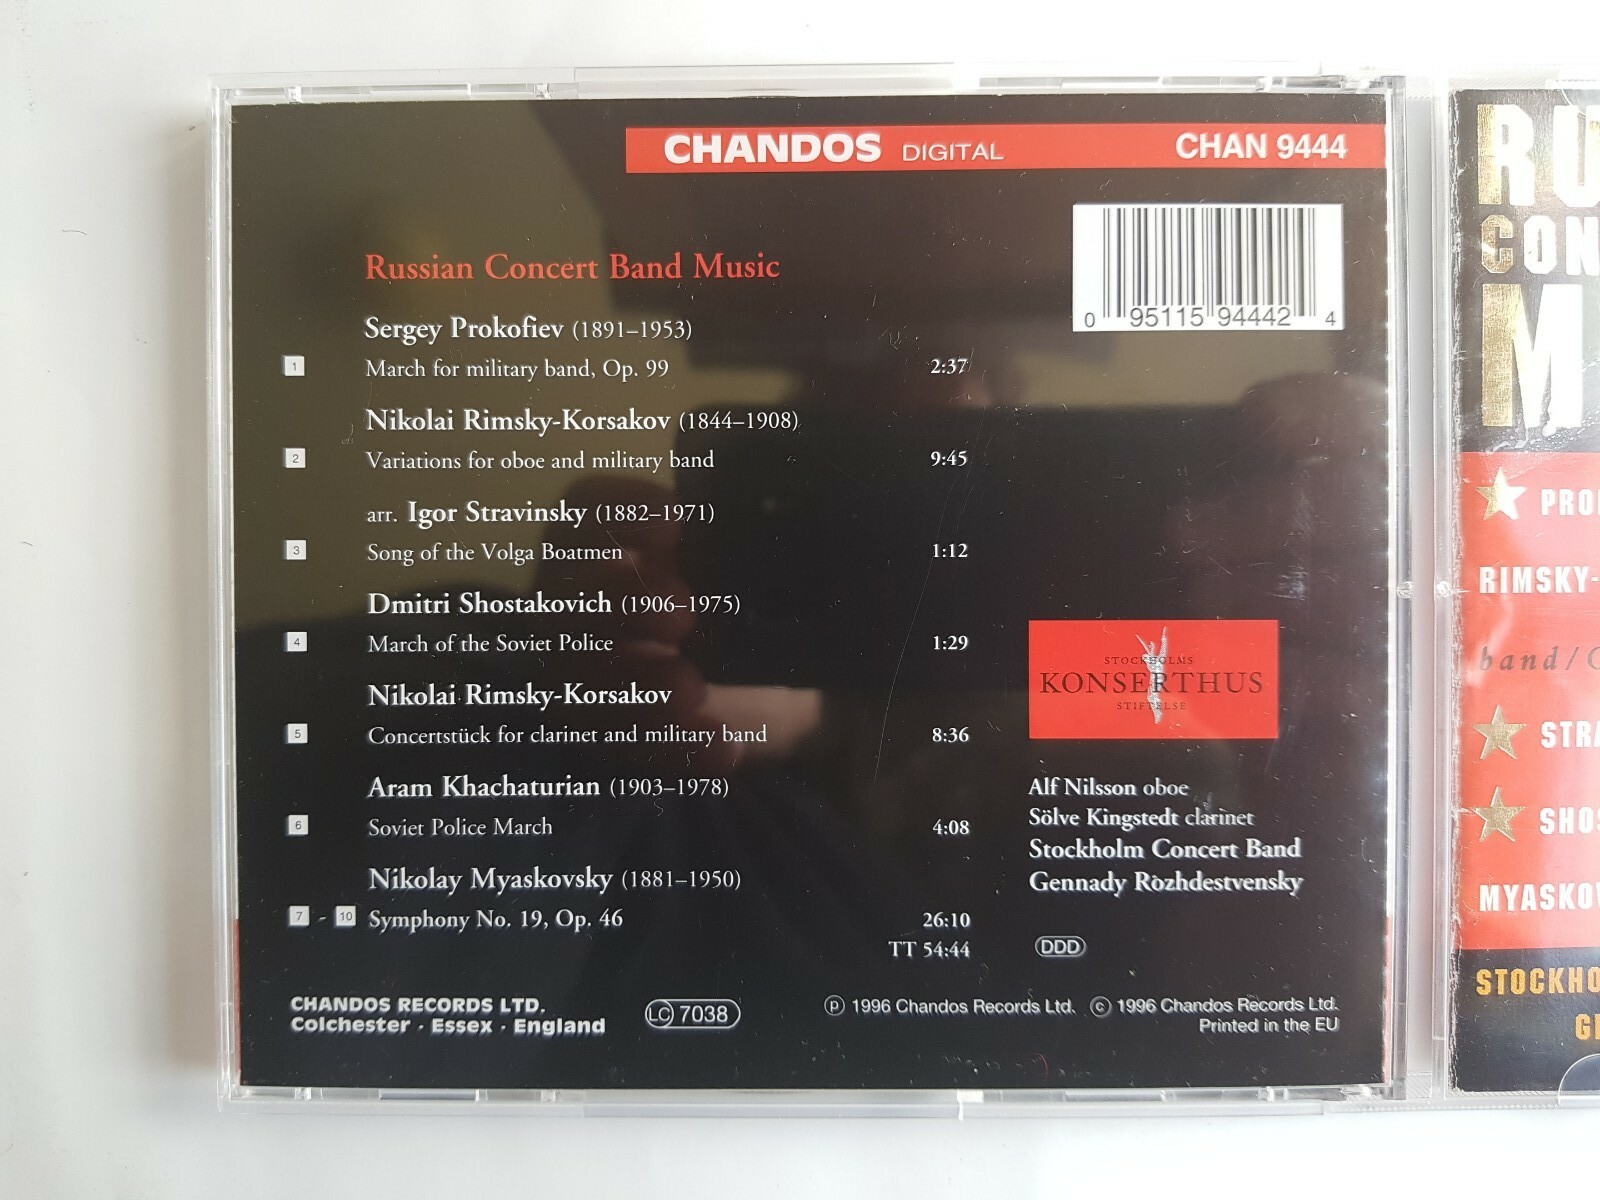 CHANDOS DIGITAL CHAN 9444
0 95115 94442 4
Russian Concert Band Music
Sergey Prokofiev (1891–1953)
1 March for military band, Op. 99 2:37
Nikolai Rimsky-Korsakov (1844–1908)
2 Variations for oboe and military band 9:45
arr. Igor Stravinsky (1882–1971)
3 Song of the Volga Boatmen 1:12
Dmitri Shostakovich (1906–1975)
4 March of the Soviet Police 1:29
Nikolai Rimsky-Korsakov
5 Concertstück for clarinet and military band 8:36
Aram Khachaturian (1903–1978)
6 Soviet Police March 4:08
Nikolay Myaskovsky (1881–1950)
7 - 10 Symphony No. 19, Op. 46 26:10
TT 54:44
STOCKHOLMS
KONSERTHUS
STIFTELSE
Alf Nilsson oboe
Sölve Kingstedt clarinet
Stockholm Concert Band
Gennady Rozhdestvensky
DDD
CHANDOS RECORDS LTD.
Colchester · Essex · England
LC 7038
℗ 1996 Chandos Records Ltd. © 1996 Chandos Records Ltd.
Printed in the EU
RU
CON
M
PRO
RIMSKY-
band/
STRA
SHOS
MYASKOV
STOCKHO
G